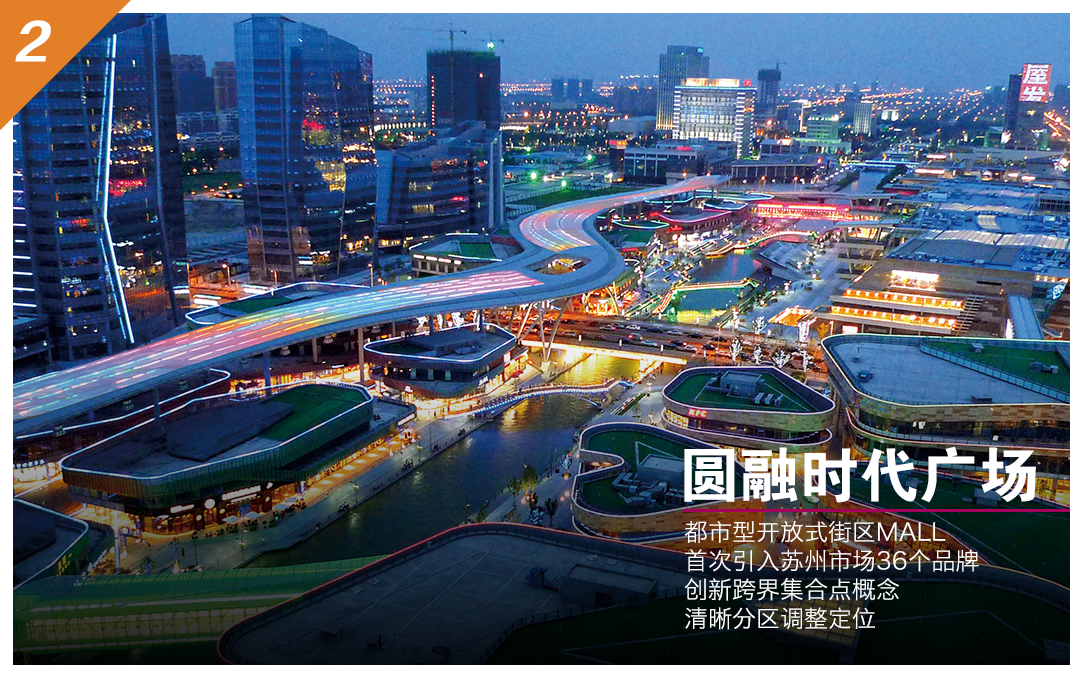 2
屋发
KFC
圆融时代广场
都市型开放式街区MALL
首次引入苏州市场36个品牌
创新跨界集合点概念
清晰分区调整定位